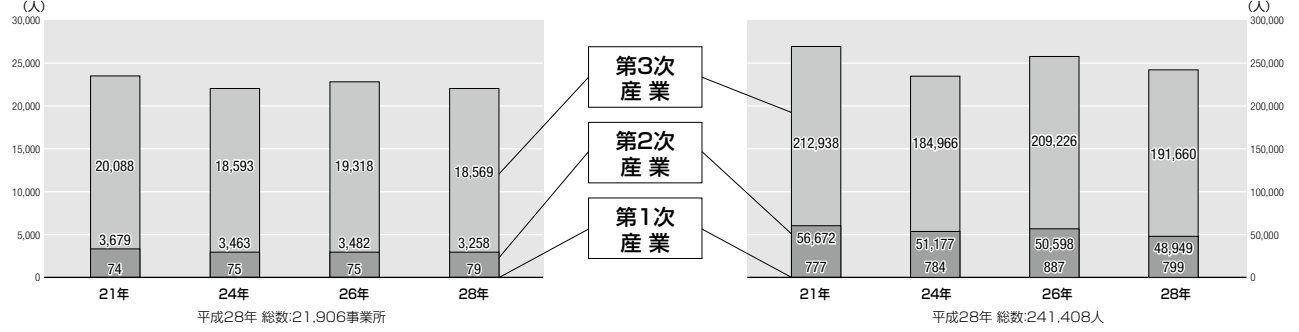 (人)
30,000
25,000
20,000
15,000
10,000
5,000
0
20,088
18,593
19,318
18,569
3,679
3,463
3,482
3,258
74
75
75
79
21年
24年
26年
28年
平成28年 総数:21,906事業所
第3次
産 業
第2次
産 業
第1次
産 業
(人)
300,000
250,000
200,000
150,000
100,000
50,000
0
212,938
184,966
209,226
191,660
56,672
51,177
50,598
48,949
777
784
887
799
21年
24年
26年
28年
平成28年 総数:241,408人